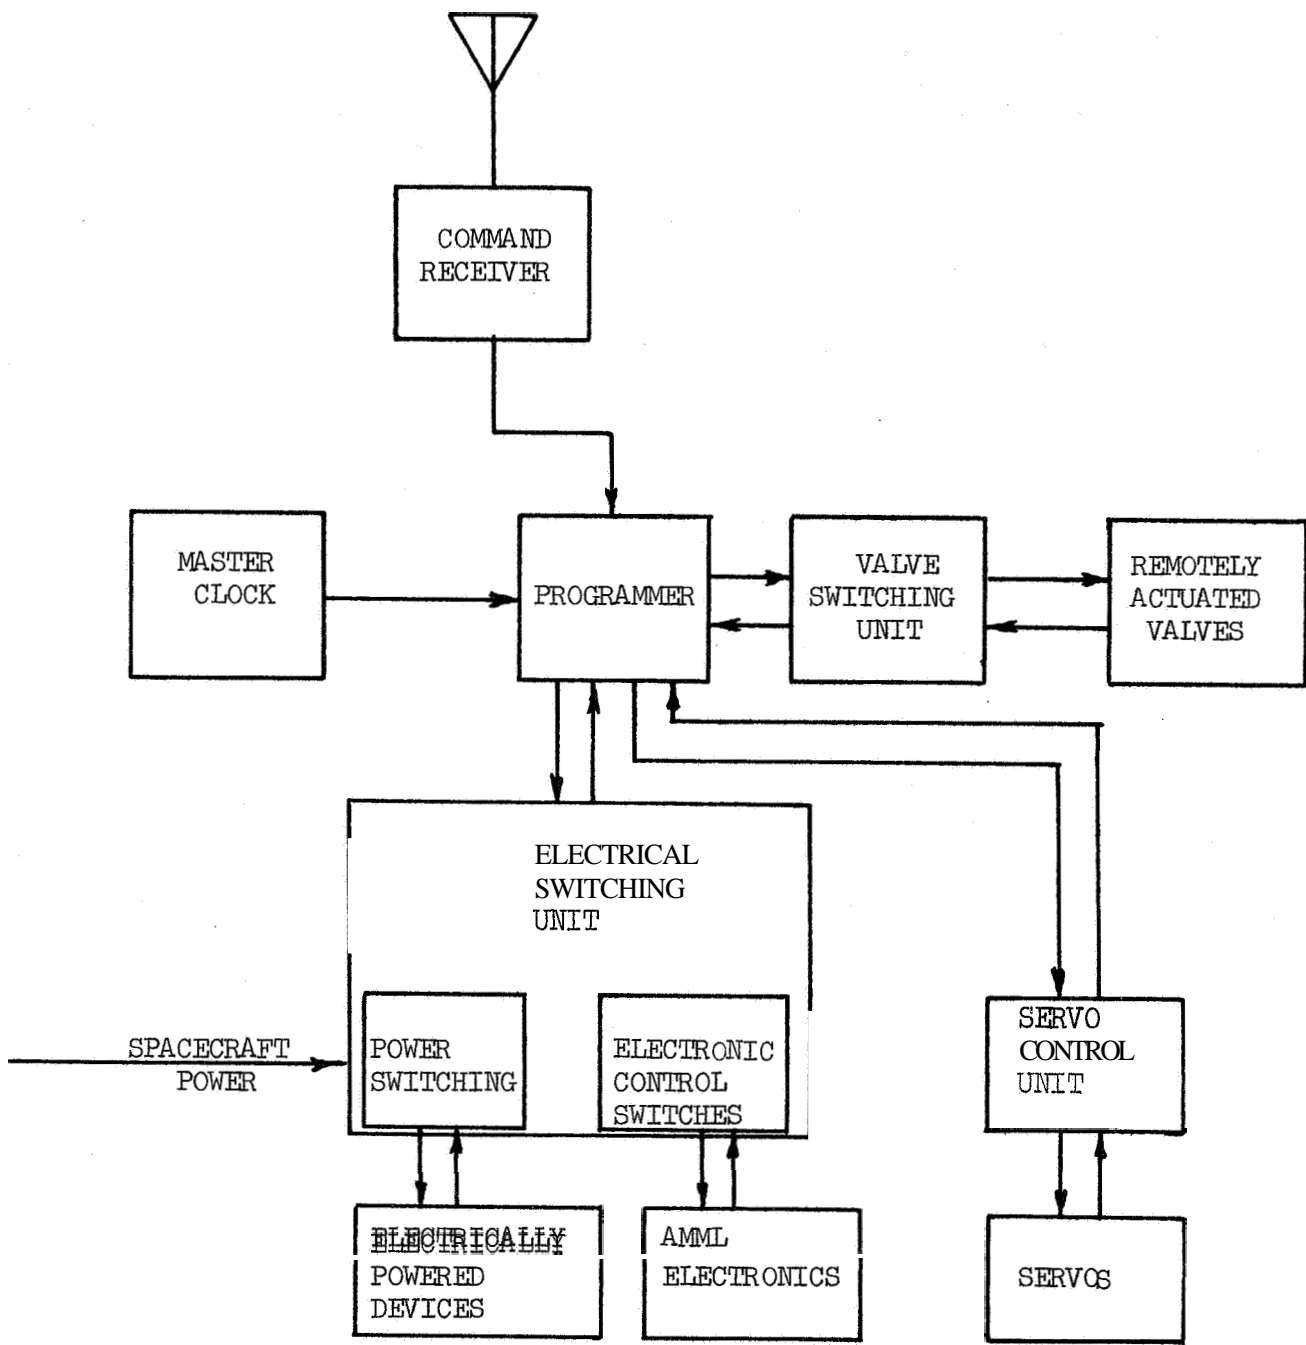 COMMAND
RECEIVER
MASTER
CLOCK
PROGRAMMER
VALVE
SWITCHING
UNIT
REMOTELY
ACTUATED
VALVES
ELECTRICAL
SWITCHING
UNIT
SPACECRAFT
POWER
POWER
SWITCHING
ELECTRONIC
CONTROL
SWITCHES
SERVO
CONTROL
UNIT
ELECTRICALLY
POWERED
DEVICES
AMML
ELECTRONICS
SERVOS